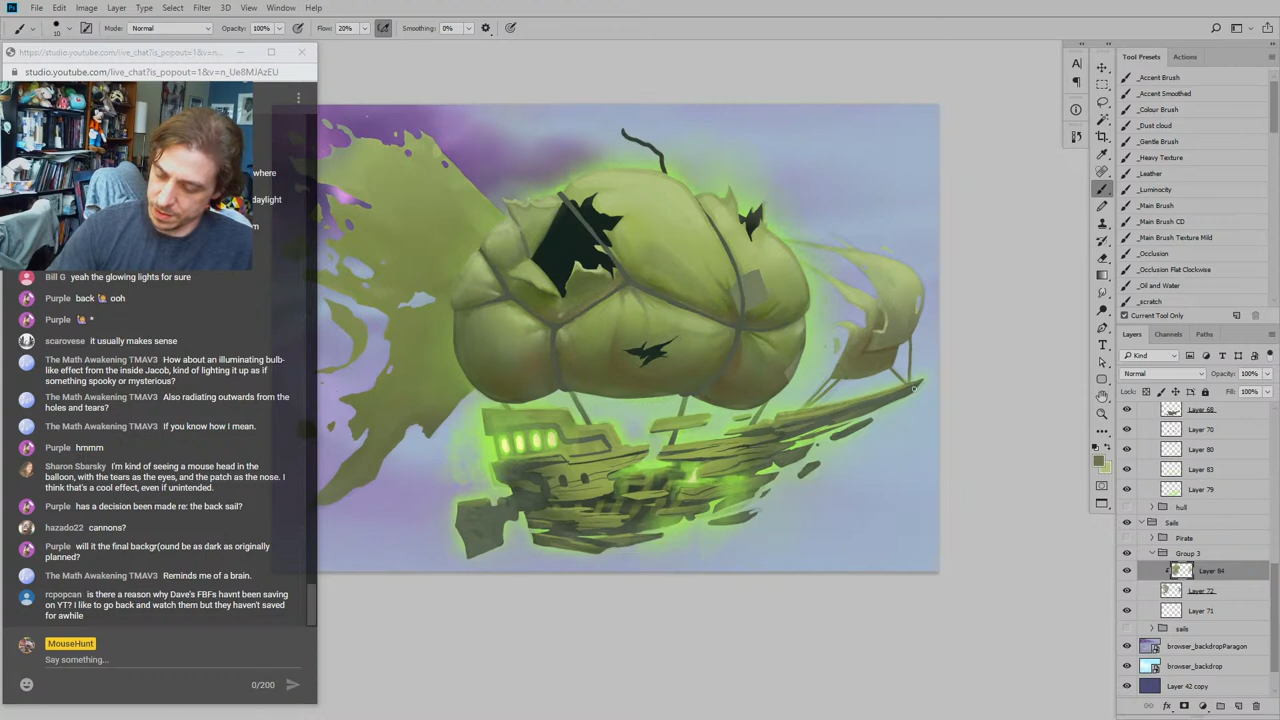 File Edit Image Layer Type Select Filter 3D View Window Help
10 Mode: Normal Opacity: 100% Flow: 20% Smoothing: 0%
https://studio.youtube.com/live_chat?is_popout=1&v=n_...
studio.youtube.com/live_chat?is_popout=1&v=n_Ue8MJAzEU
where
daylight
Bill G yeah the glowing lights for sure
Purple back 🙋 ooh
Purple 🙋 *
scarovese it usually makes sense
The Math Awakening TMAV3 How about an illuminating bulb-
like effect from the inside Jacob, kind of lighting it up as if
something spooky or mysterious?
The Math Awakening TMAV3 Also radiating outwards from the
holes and tears?
The Math Awakening TMAV3 If you know how I mean.
Purple hmmm
Sharon Sbarsky I'm kind of seeing a mouse head in the
balloon, with the tears as the eyes, and the patch as the nose. I
think that's a cool effect, even if unintended.
Purple has a decision been made re: the back sail?
hazado22 cannons?
Purple will it the final backgr(ound be as dark as originally
planned?
The Math Awakening TMAV3 Reminds me of a brain.
rcpopcan is there a reason why Dave's FBFs havnt been saving
on YT? I like to go back and watch them but they haven't saved
for awhile
MouseHunt
Say something...
0/200
Tool Presets Actions
_Accent Brush
_Accent Smoothed
_Colour Brush
_Dust cloud
_Gentle Brush
_Heavy Texture
_Leather
_Luminosity
_Main Brush
_Main Brush CD
_Main Brush Texture Mild
_Occlusion
_Occlusion Flat Clockwise
_Oil and Water
_scratch
Current Tool Only
Layers Channels Paths
Kind
Normal Opacity: 100%
Lock: Fill: 100%
Layer 68
Layer 70
Layer 80
Layer 83
Layer 79
hull
Sails
Pirate
Group 3
Layer 84
Layer 72
Layer 71
sails
browser_backdropParagon
browser_backdrop
Layer 42 copy